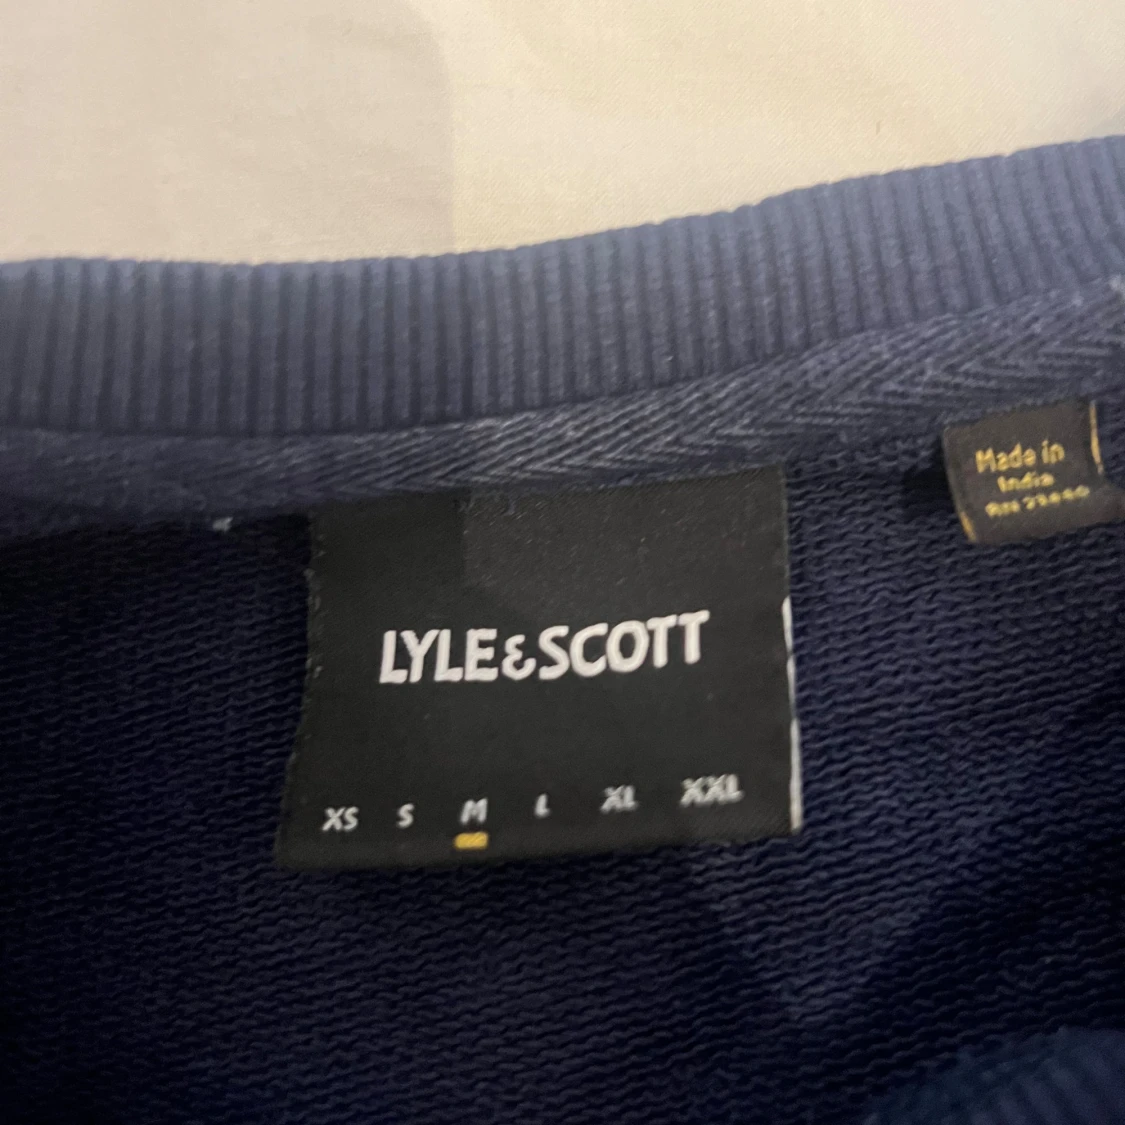 LYLE&SCOTT
XS S M L XL XXL
Made in
India